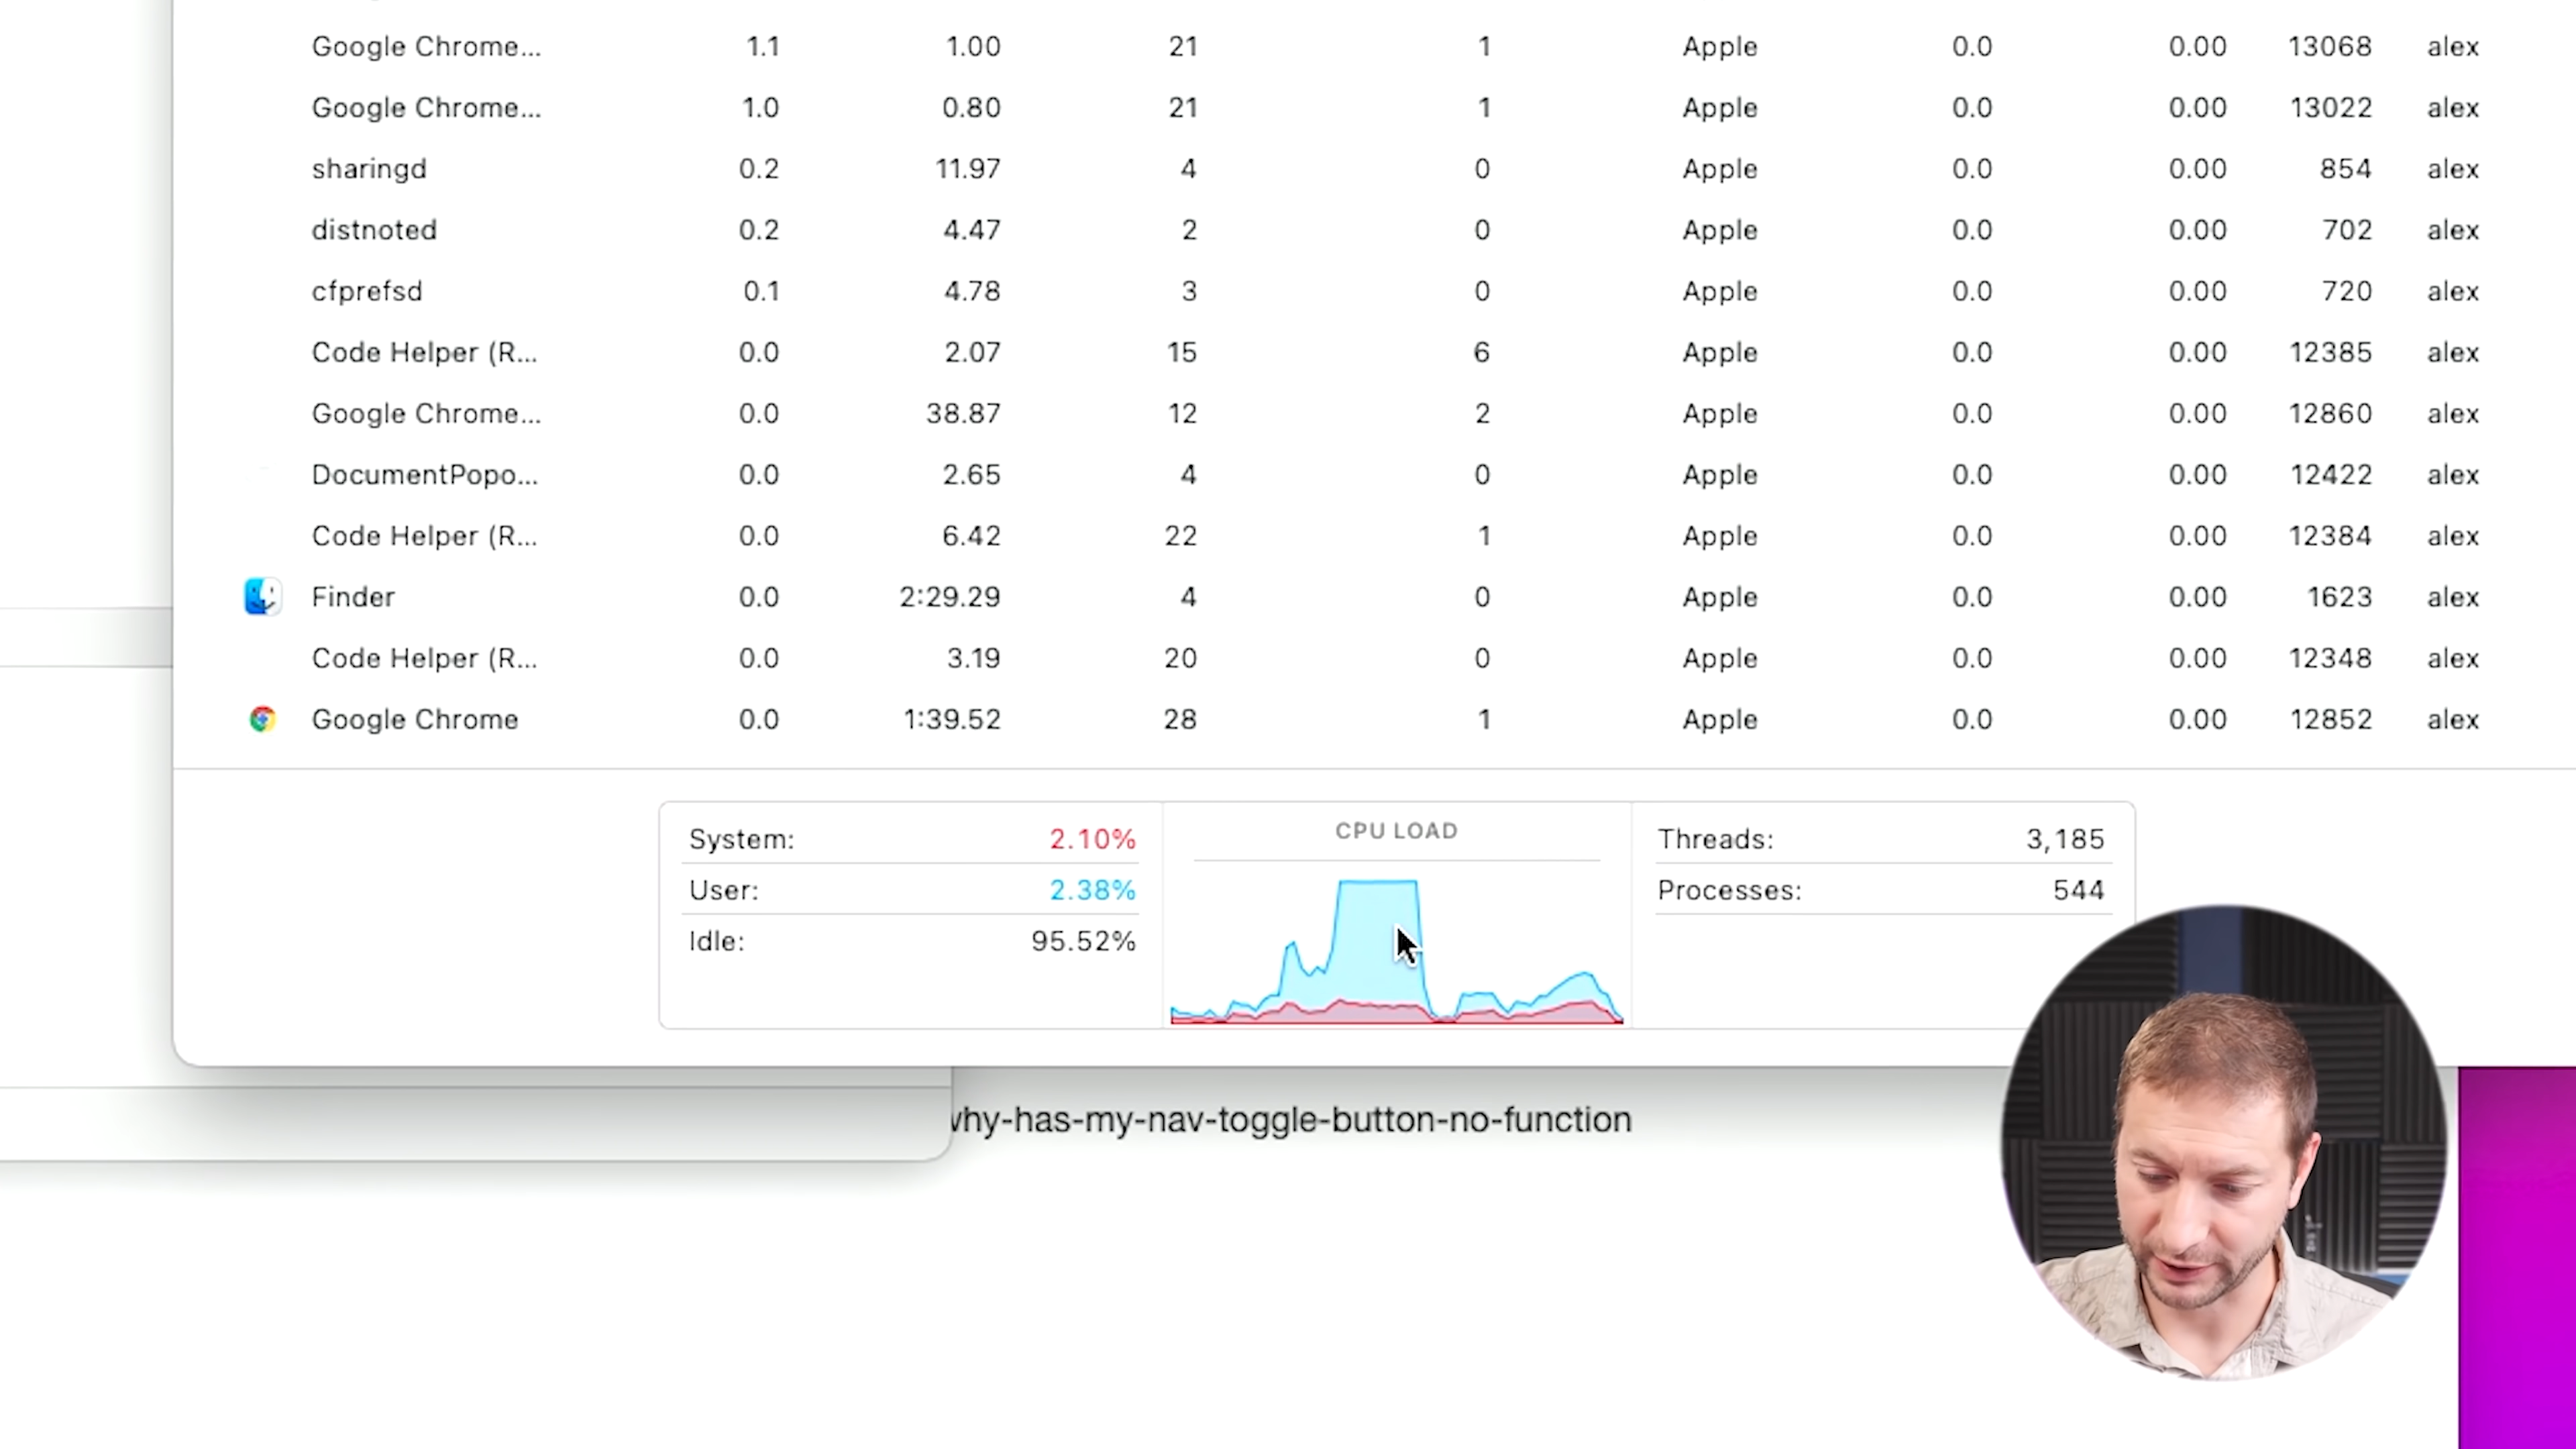 Google Chrome... 1.1 1.00 21 1 Apple 0.0 0.00 13068 alex
Google Chrome... 1.0 0.80 21 1 Apple 0.0 0.00 13022 alex
sharingd 0.2 11.97 4 0 Apple 0.0 0.00 854 alex
distnoted 0.2 4.47 2 0 Apple 0.0 0.00 702 alex
cfprefsd 0.1 4.78 3 0 Apple 0.0 0.00 720 alex
Code Helper (R... 0.0 2.07 15 6 Apple 0.0 0.00 12385 alex
Google Chrome... 0.0 38.87 12 2 Apple 0.0 0.00 12860 alex
DocumentPopo... 0.0 2.65 4 0 Apple 0.0 0.00 12422 alex
Code Helper (R... 0.0 6.42 22 1 Apple 0.0 0.00 12384 alex
Finder 0.0 2:29.29 4 0 Apple 0.0 0.00 1623 alex
Code Helper (R... 0.0 3.19 20 0 Apple 0.0 0.00 12348 alex
Google Chrome 0.0 1:39.52 28 1 Apple 0.0 0.00 12852 alex
System: 2.10%
User: 2.38%
Idle: 95.52%
CPU LOAD
Threads: 3,185
Processes: 544
why-has-my-nav-toggle-button-no-function